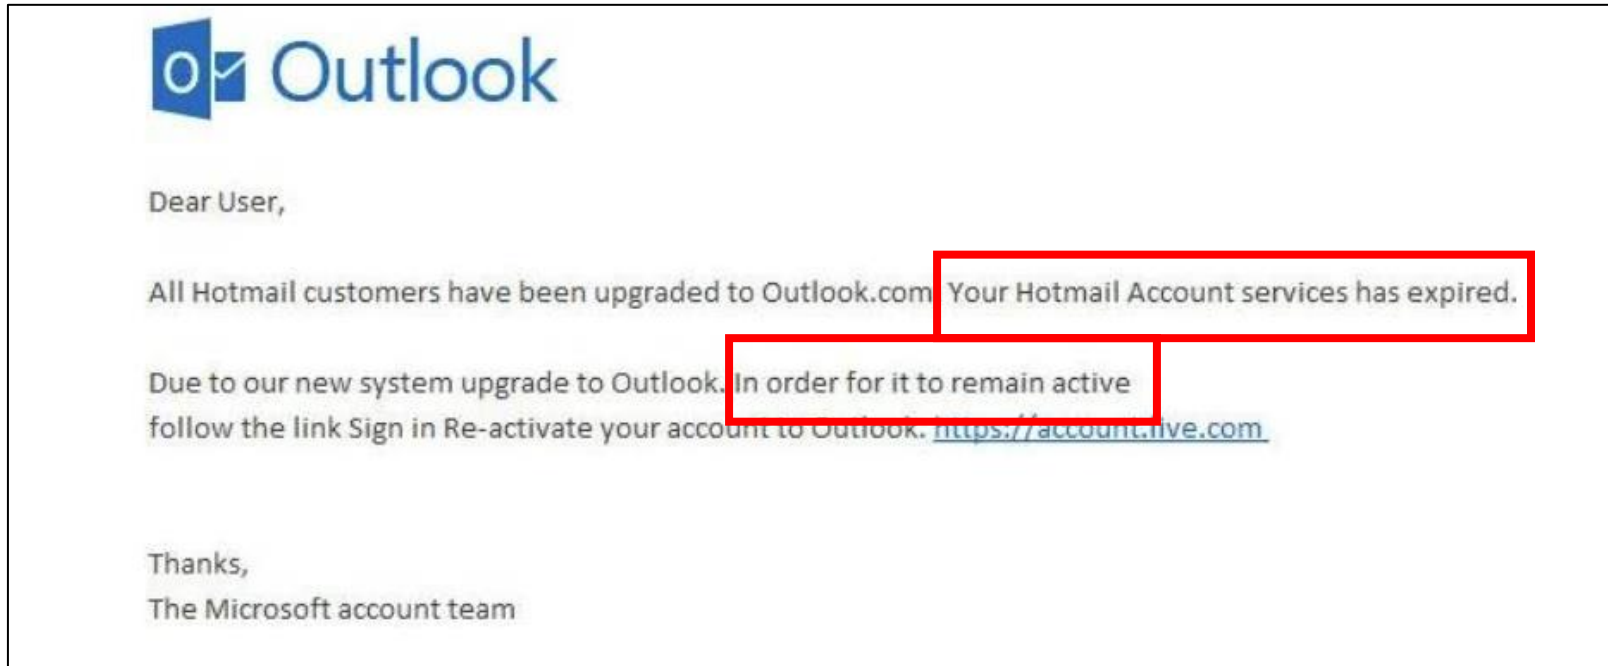 Outlook
Dear User,
All Hotmail customers have been upgraded to Outlook.com Your Hotmail Account services has expired.
Due to our new system upgrade to Outlook. In order for it to remain active
follow the link Sign in Re-activate your account to Outlook. https://account.live.com
Thanks,
The Microsoft account team